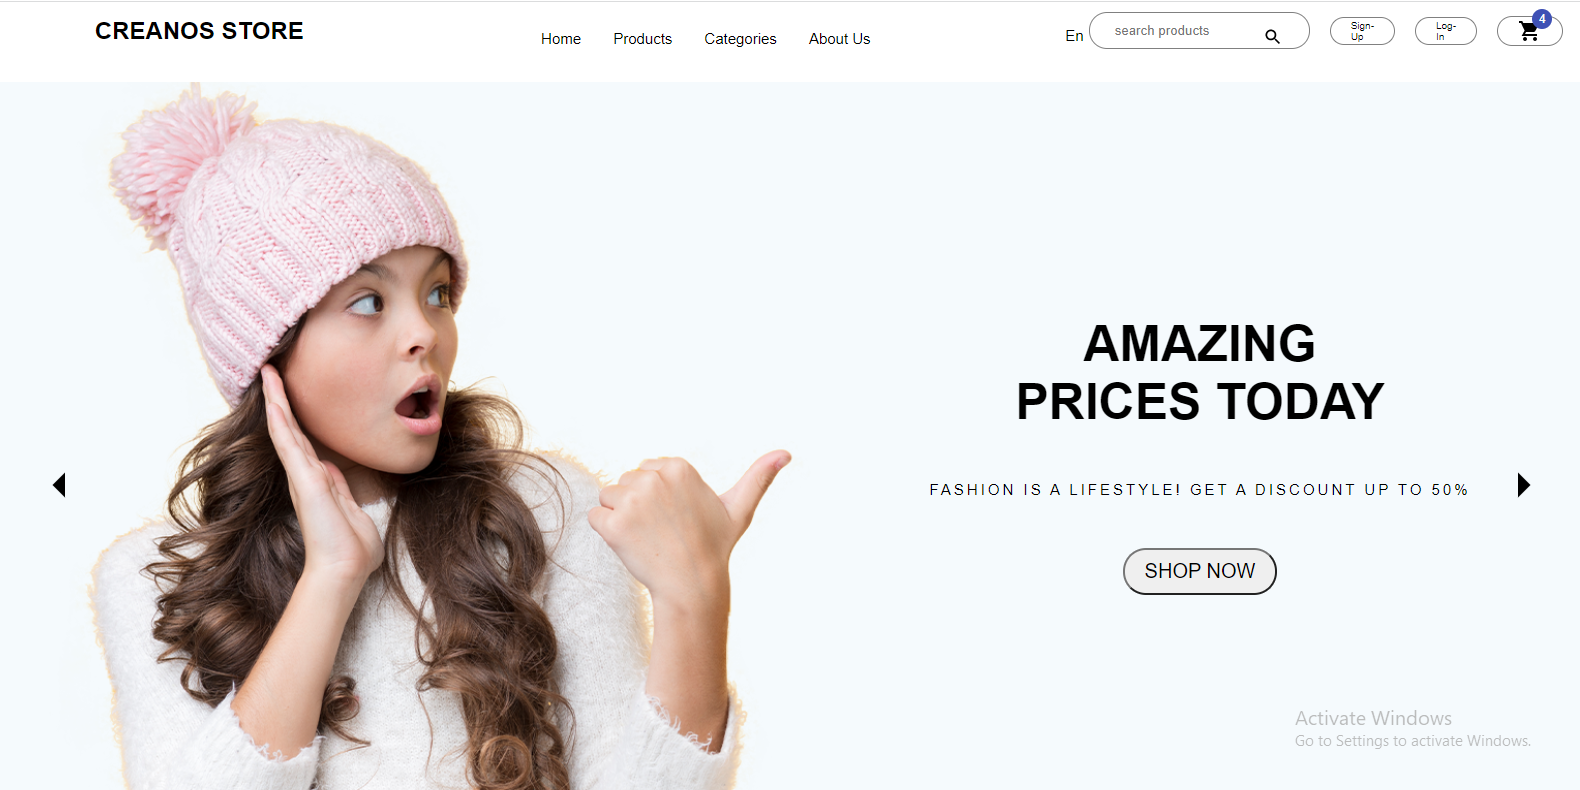 CREANOS STORE
Home Products Categories About Us
En
search products
Sign-
Up
Log-
In
4
AMAZING
PRICES TODAY
FASHION IS A LIFESTYLE! GET A DISCOUNT UP TO 50%
SHOP NOW
Activate Windows
Go to Settings to activate Windows.